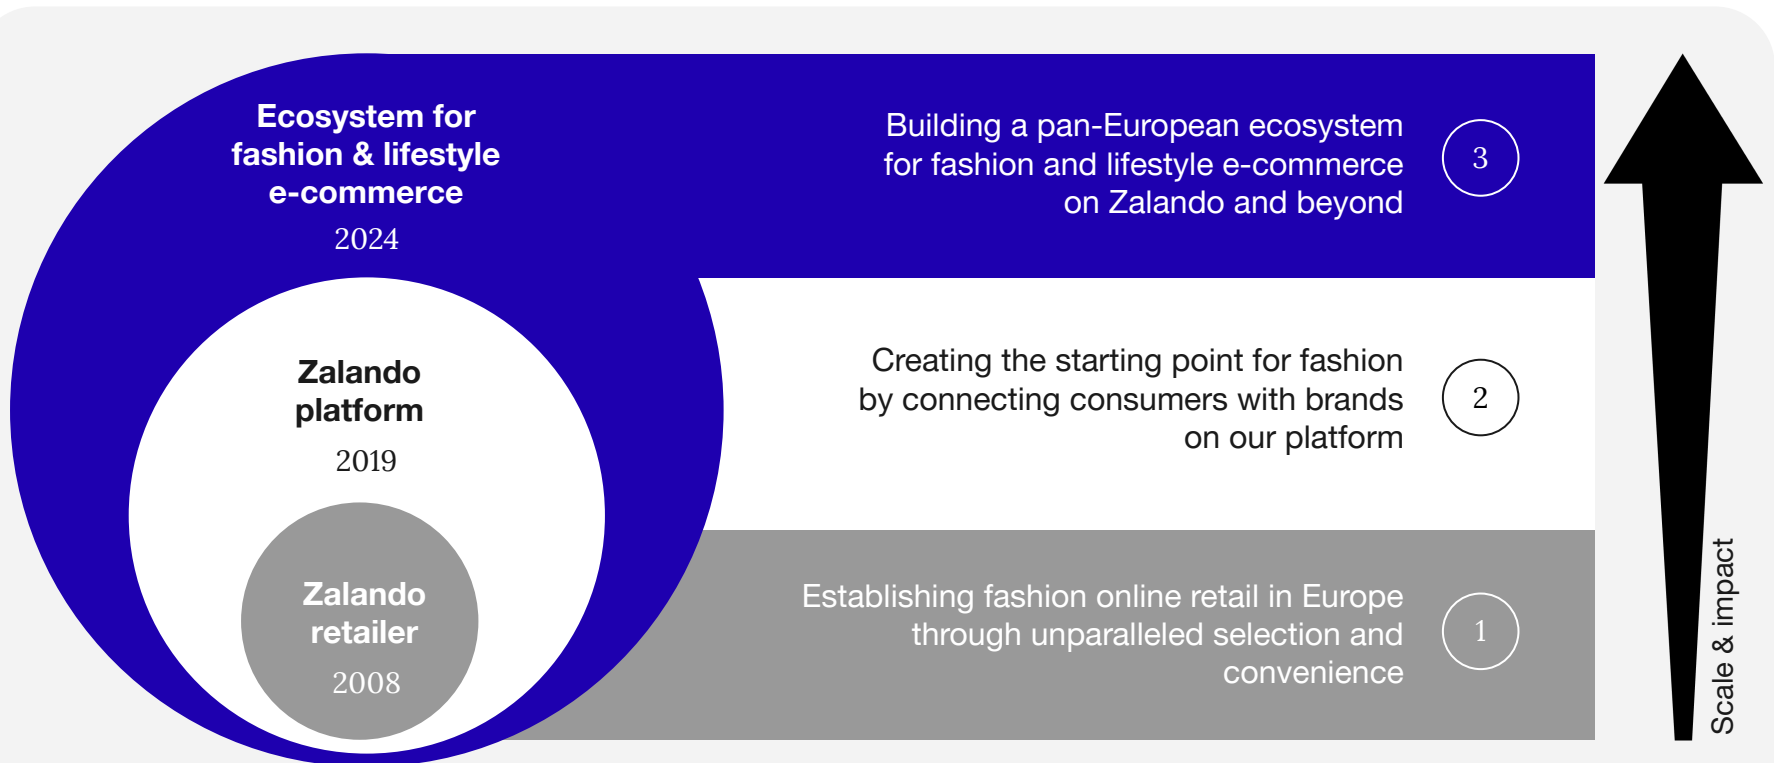 Ecosystem for
fashion & lifestyle
e-commerce
2024
Building a pan-European ecosystem
for fashion and lifestyle e-commerce
on Zalando and beyond
3
Zalando
platform
2019
Creating the starting point for fashion
by connecting consumers with brands
on our platform
2
Zalando
retailer
2008
Establishing fashion online retail in Europe
through unparalleled selection and
convenience
1
Scale & impact